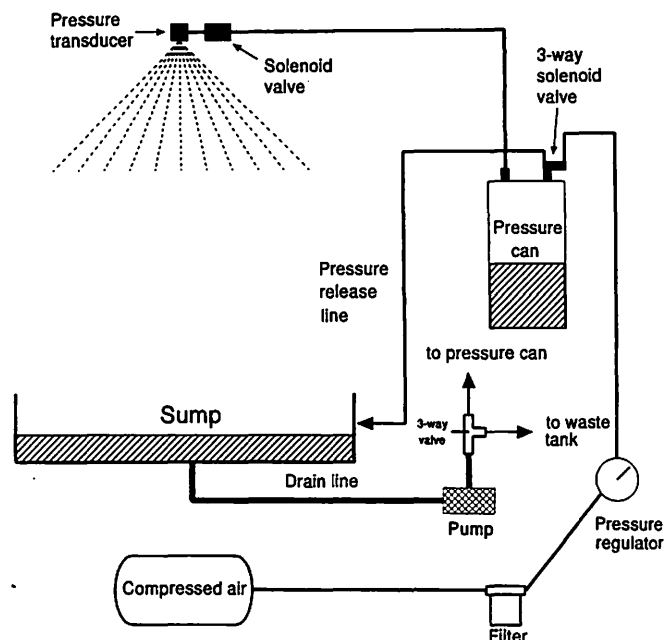 Pressure
transducer
Solenoid
valve
3-way
solenoid
valve
Pressure
can
Pressure
release
line
to pressure can
Sump
3-way
valve
to waste
tank
Drain line
Pump
Pressure
regulator
Compressed air
Filter